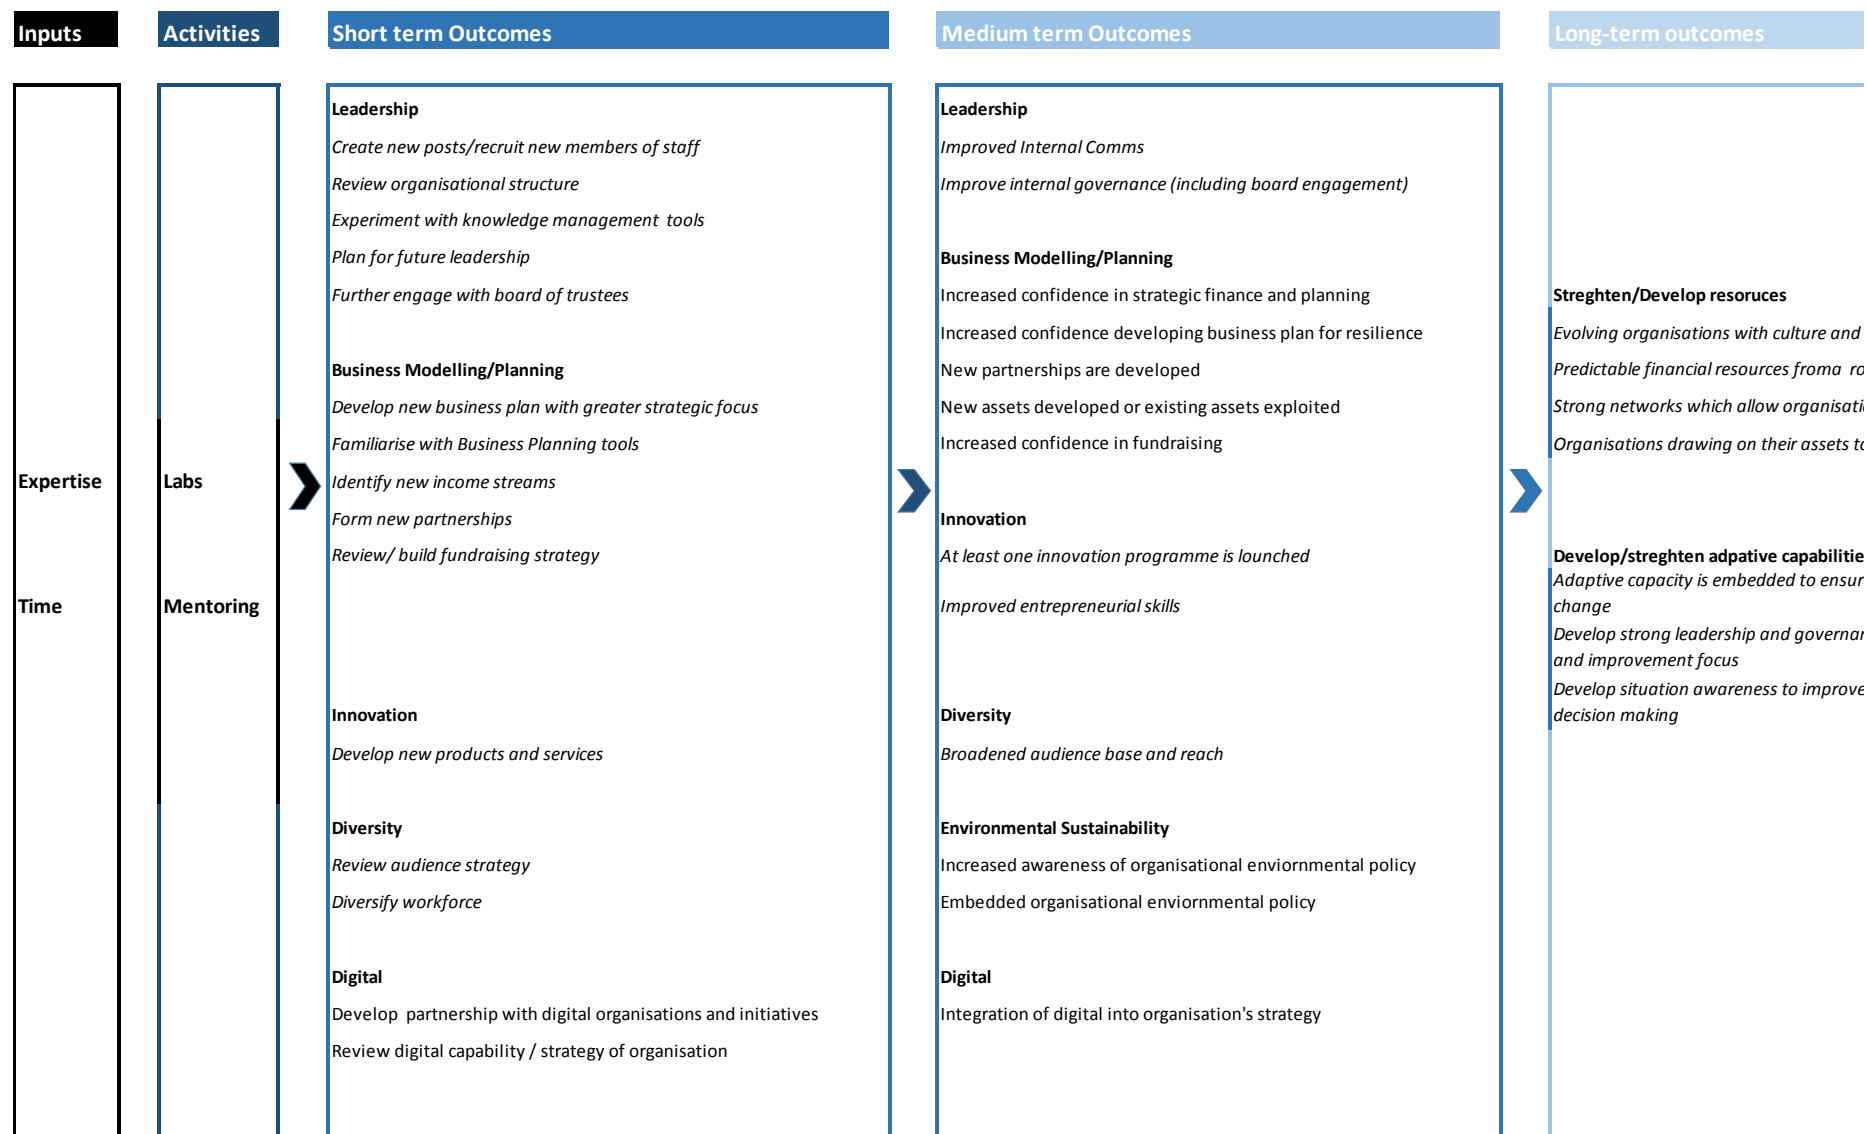 Inputs
Activities
Short term Outcomes
Medium term Outcomes
Long-term outcomes
Expertise
Time
Labs
Mentoring
Leadership
Create new posts/recruit new members of staff
Review organisational structure
Experiment with knowledge management  tools
Plan for future leadership
Further engage with board of trustees
Business Modelling/Planning
Develop new business plan with greater strategic focus
Familiarise with Business Planning tools
Identify new income streams
Form new partnerships
Review/ build fundraising strategy
Innovation
Develop new products and services
Diversity
Review audience strategy
Diversify workforce
Digital
Develop  partnership with digital organisations and initiatives
Review digital capability / strategy of organisation
Leadership
Improved Internal Comms
Improve internal governance (including board engagement)
Business Modelling/Planning
Increased confidence in strategic finance and planning
Increased confidence developing business plan for resilience
New partnerships are developed
New assets developed or existing assets exploited
Increased confidence in fundraising
Innovation
At least one innovation programme is lounched
Improved entrepreneurial skills
Diversity
Broadened audience base and reach
Environmental Sustainability
Increased awareness of organisational enviornmental policy
Embedded organisational enviornmental policy
Digital
Integration of digital into organisation's strategy
Streghten/Develop resoruces
Evolving organisations with culture and
Predictable financial resources froma  ro
Strong networks which allow organisati
Organisations drawing on their assets to
Develop/streghten adpative capabilitie
Adaptive capacity is embedded to ensur
change
Develop strong leadership and governa
and improvement focus
Develop situation awareness to improve
decision making